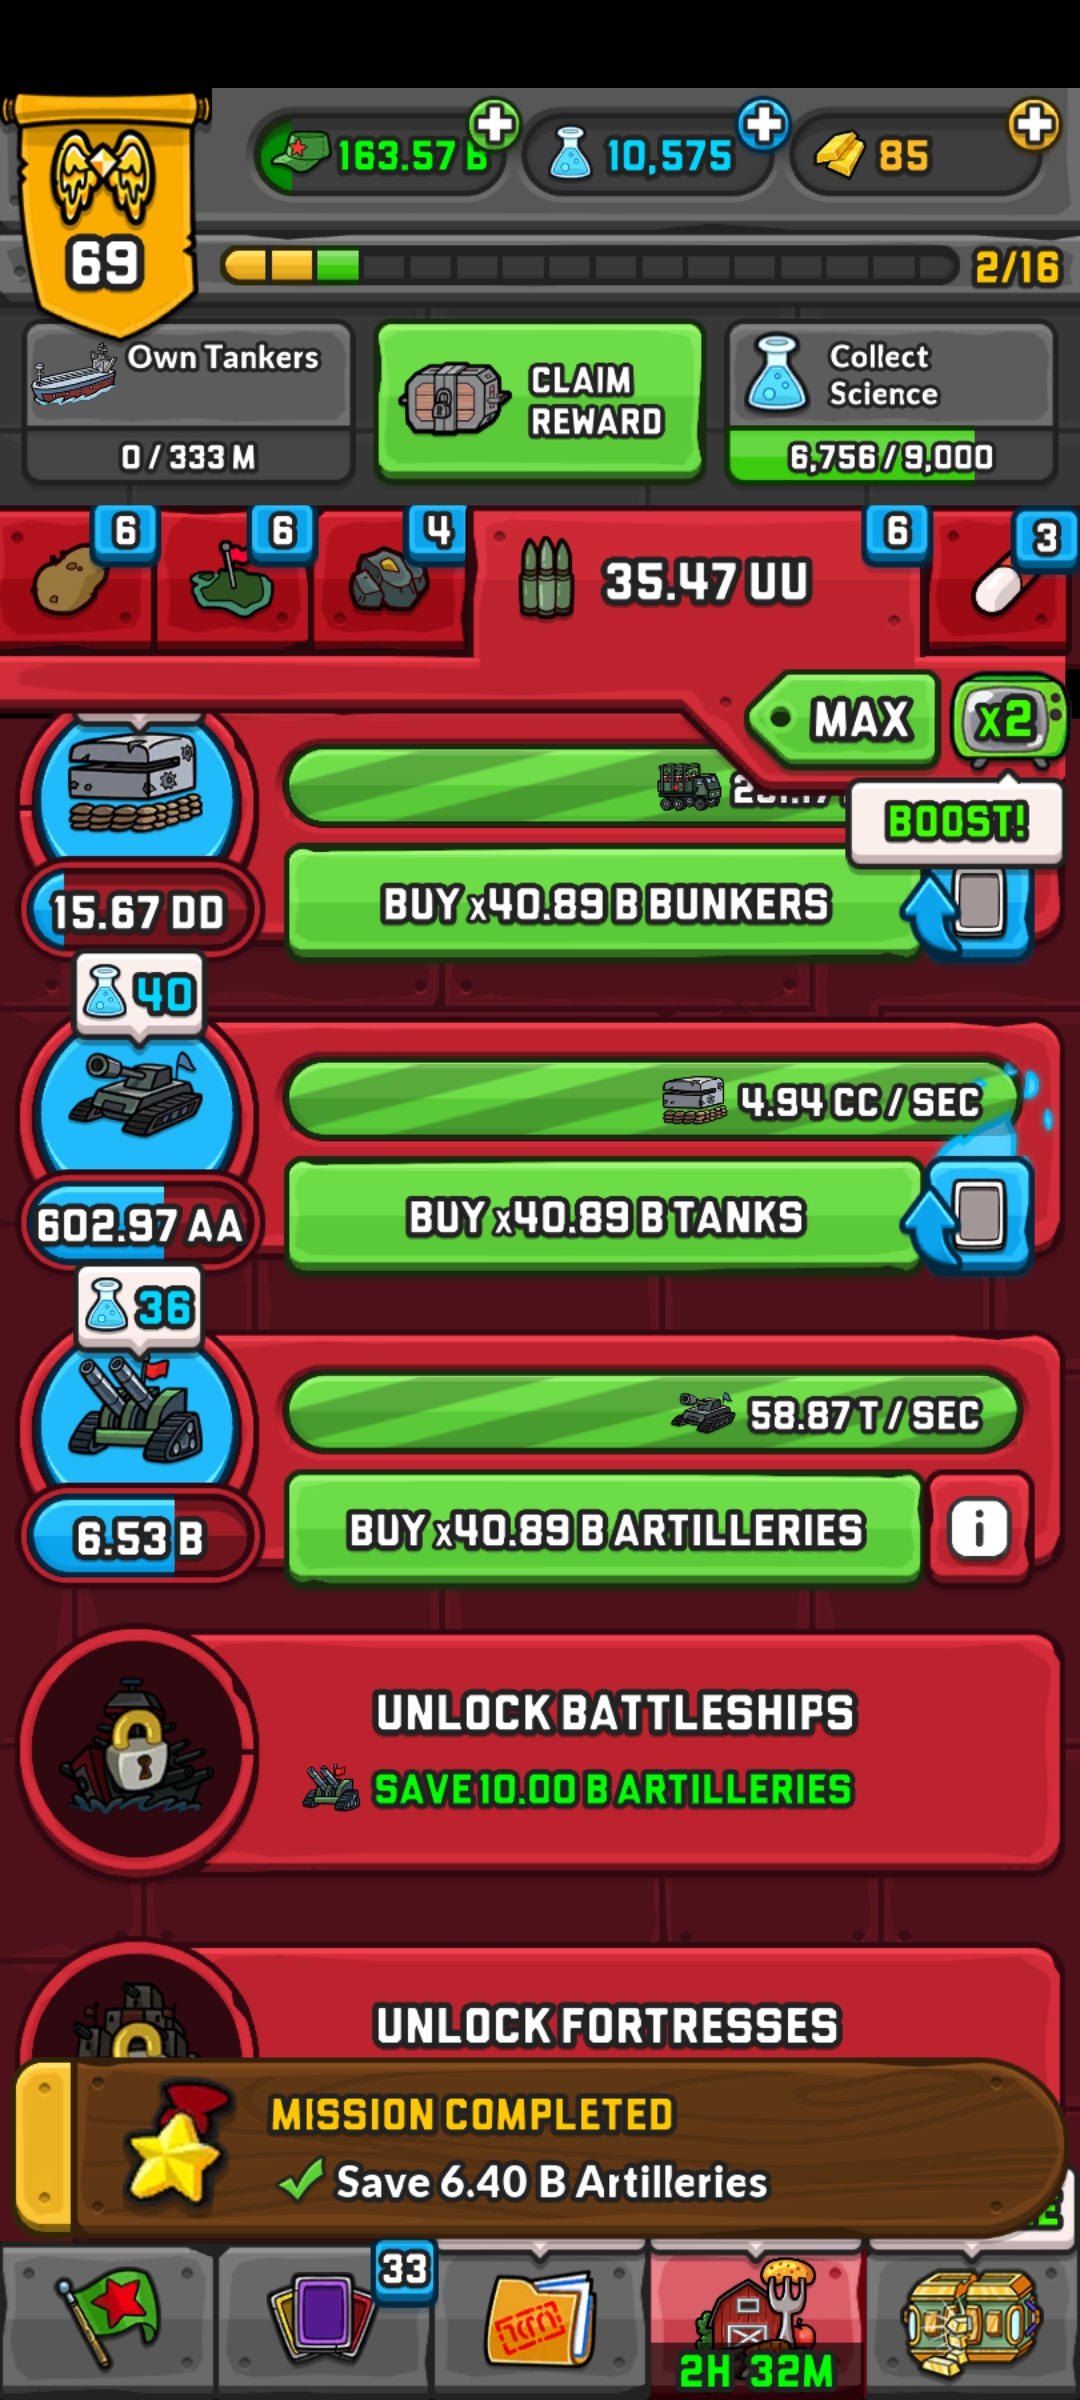 163.57 B
10,575
85
69
2/16
Own Tankers
0 / 333 M
CLAIM
REWARD
Collect
Science
6,756 / 9,000
6
6
4
35.47 UU
6
3
MAX
x2
BOOST!
15.67 DD
BUY x40.89 B BUNKERS
40
4.94 CC / SEC
602.97 AA
BUY x40.89 B TANKS
36
58.87 T / SEC
6.53 B
BUY x40.89 B ARTILLERIES
i
UNLOCK BATTLESHIPS
SAVE 10.00 B ARTILLERIES
UNLOCK FORTRESSES
MISSION COMPLETED
Save 6.40 B Artilleries
33
2H 32M